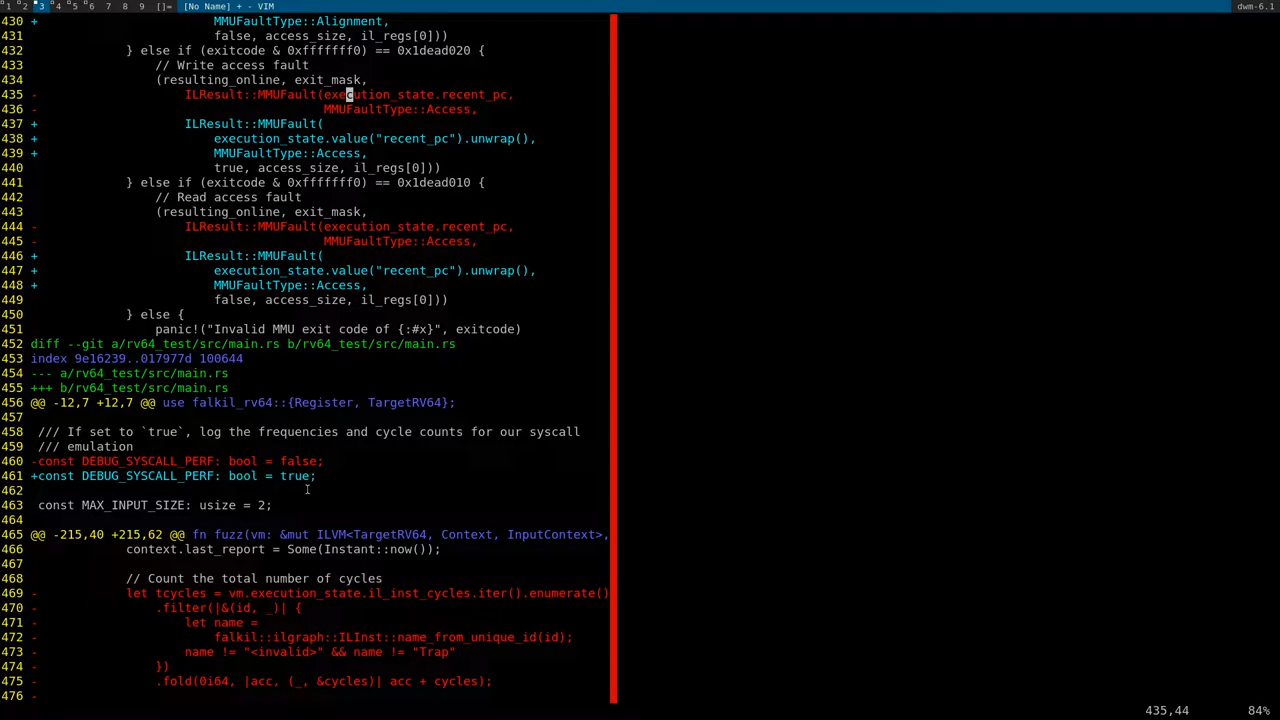 1 2 3 4 5 6 7 8 9 []= [No Name] + - VIM dwm-6.1
430 + MMUFaultType::Alignment,
431 false, access_size, il_regs[0]))
432 } else if (exitcode & 0xfffffff0) == 0x1dead020 {
433 // Write access fault
434 (resulting_online, exit_mask,
435 - ILResult::MMUFault(execution_state.recent_pc,
436 - MMUFaultType::Access,
437 + ILResult::MMUFault(
438 + execution_state.value("recent_pc").unwrap(),
439 + MMUFaultType::Access,
440 true, access_size, il_regs[0]))
441 } else if (exitcode & 0xfffffff0) == 0x1dead010 {
442 // Read access fault
443 (resulting_online, exit_mask,
444 - ILResult::MMUFault(execution_state.recent_pc,
445 - MMUFaultType::Access,
446 + ILResult::MMUFault(
447 + execution_state.value("recent_pc").unwrap(),
448 + MMUFaultType::Access,
449 false, access_size, il_regs[0]))
450 } else {
451 panic!("Invalid MMU exit code of {:#x}", exitcode)
452 diff --git a/rv64_test/src/main.rs b/rv64_test/src/main.rs
453 index 9e16239..017977d 100644
454 --- a/rv64_test/src/main.rs
455 +++ b/rv64_test/src/main.rs
456 @@ -12,7 +12,7 @@ use falkil_rv64::{Register, TargetRV64};
457
458 /// If set to `true`, log the frequencies and cycle counts for our syscall
459 /// emulation
460 -const DEBUG_SYSCALL_PERF: bool = false;
461 +const DEBUG_SYSCALL_PERF: bool = true;
462
463 const MAX_INPUT_SIZE: usize = 2;
464
465 @@ -215,40 +215,62 @@ fn fuzz(vm: &mut ILVM<TargetRV64, Context, InputContext>,
466 context.last_report = Some(Instant::now());
467
468 // Count the total number of cycles
469 - let tcycles = vm.execution_state.il_inst_cycles.iter().enumerate()
470 - .filter(|&(id, _)| {
471 - let name =
472 - falkil::ilgraph::ILInst::name_from_unique_id(id);
473 - name != "<invalid>" && name != "Trap"
474 - })
475 - .fold(0i64, |acc, (_, &cycles)| acc + cycles);
476 -
435,44 84%